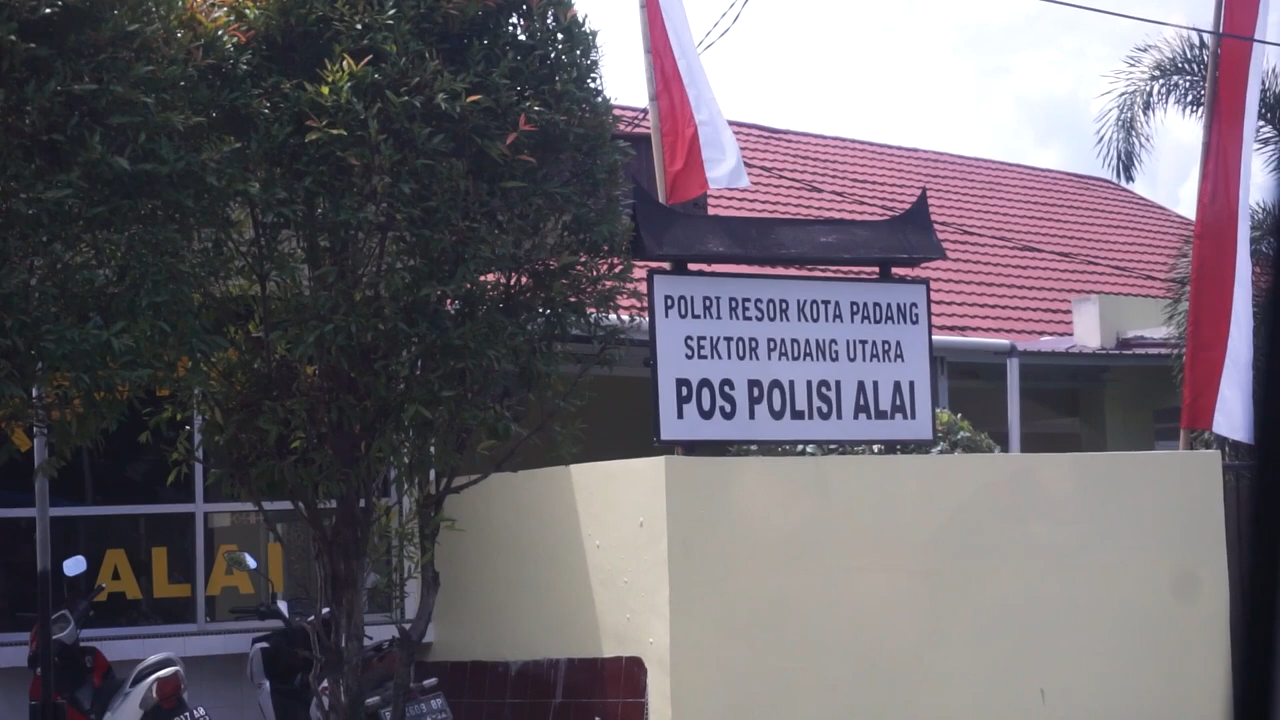 POLRI RESOR KOTA PADANG
SEKTOR PADANG UTARA
POS POLISI ALAI
ALAI